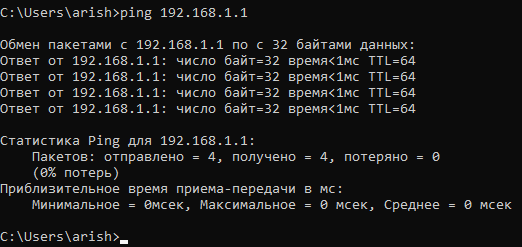 C:\Users\arish>ping 192.168.1.1
Обмен пакетами с 192.168.1.1 по с 32 байтами данных:
Ответ от 192.168.1.1: число байт=32 время<1мс TTL=64
Ответ от 192.168.1.1: число байт=32 время<1мс TTL=64
Ответ от 192.168.1.1: число байт=32 время<1мс TTL=64
Ответ от 192.168.1.1: число байт=32 время<1мс TTL=64
Статистика Ping для 192.168.1.1:
Пакетов: отправлено = 4, получено = 4, потеряно = 0
(0% потерь)
Приблизительное время приема-передачи в мс:
Минимальное = 0мсек, Максимальное = 0 мсек, Среднее = 0 мсек
C:\Users\arish>